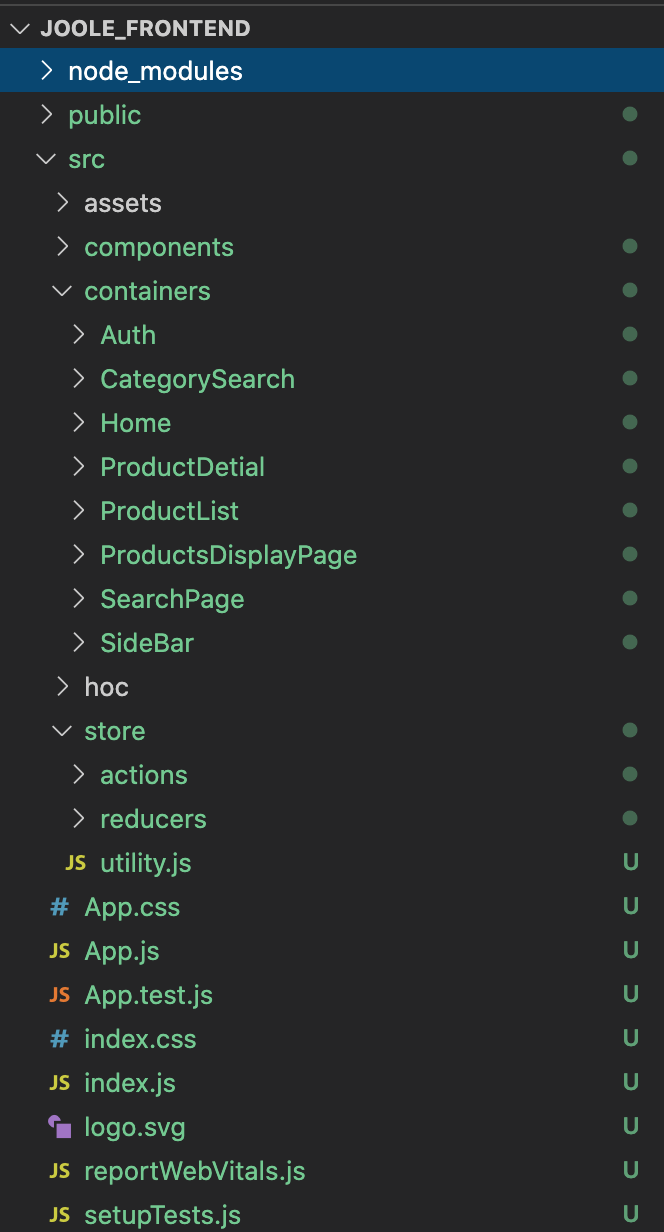 JOOLE_FRONTEND
node_modules
public
src
assets
components
containers
Auth
CategorySearch
Home
ProductDetial
ProductList
ProductsDisplayPage
SearchPage
SideBar
hoc
store
actions
reducers
JS utility.js U
# App.css U
JS App.js U
JS App.test.js U
# index.css U
JS index.js U
logo.svg U
JS reportWebVitals.js U
JS setupTests.js U